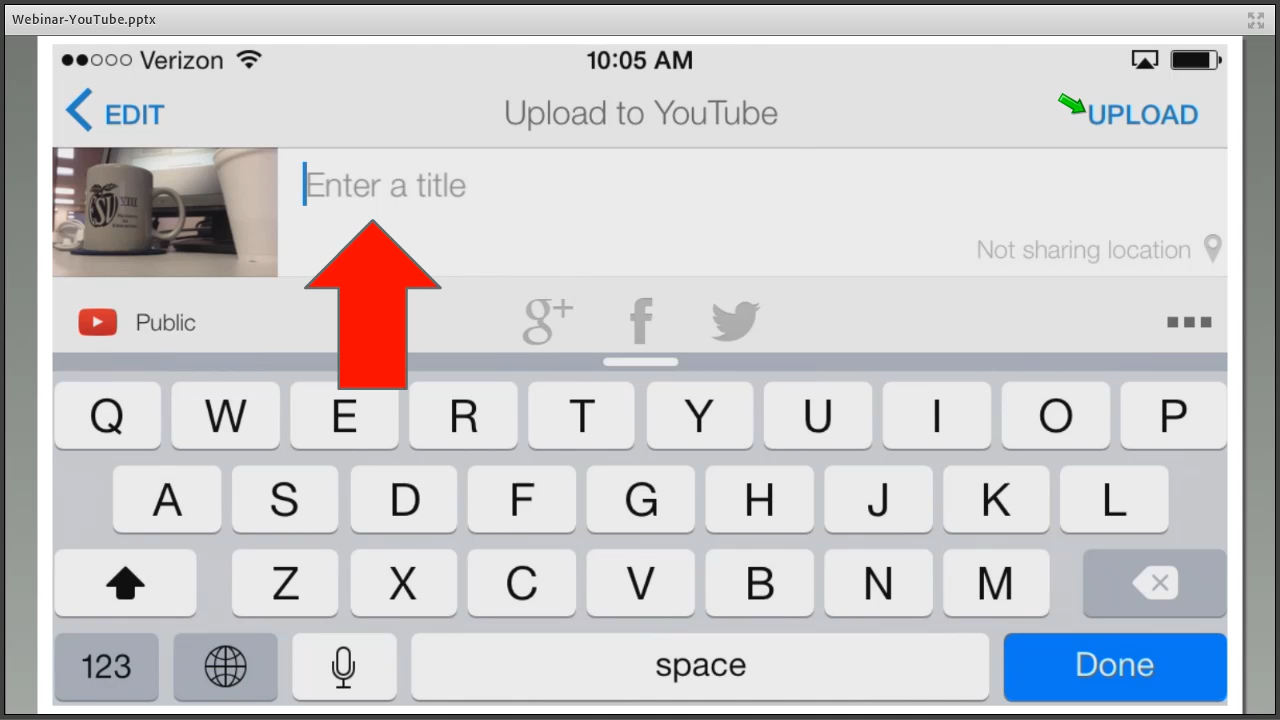 Webinar-YouTube.pptx
Verizon 10:05 AM
EDIT Upload to YouTube UPLOAD
Enter a title
Not sharing location
Public
Q W E R T Y U I O P
A S D F G H J K L
Z X C V B N M
123 space Done